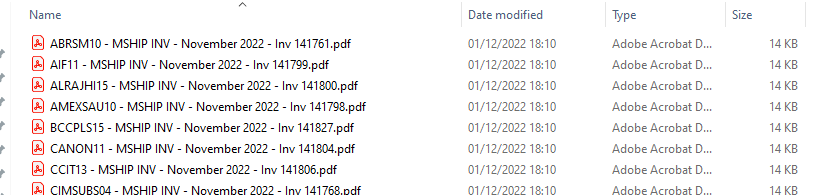 Name Date modified Type Size
ABRSM10 - MSHIP INV - November 2022 - Inv 141761.pdf 01/12/2022 18:10 Adobe Acrobat D... 14 KB
AIF11 - MSHIP INV - November 2022 - Inv 141799.pdf 01/12/2022 18:10 Adobe Acrobat D... 14 KB
ALRAJHI15 - MSHIP INV - November 2022 - Inv 141800.pdf 01/12/2022 18:10 Adobe Acrobat D... 14 KB
AMEXSAU10 - MSHIP INV - November 2022 - Inv 141798.pdf 01/12/2022 18:10 Adobe Acrobat D... 14 KB
BCCPLS15 - MSHIP INV - November 2022 - Inv 141827.pdf 01/12/2022 18:10 Adobe Acrobat D... 14 KB
CANON11 - MSHIP INV - November 2022 - Inv 141804.pdf 01/12/2022 18:10 Adobe Acrobat D... 14 KB
CCIT13 - MSHIP INV - November 2022 - Inv 141806.pdf 01/12/2022 18:10 Adobe Acrobat D... 14 KB
CIMSUBS04 - MSHIP INV - November 2022 - Inv 141768.pdf 01/12/2022 18:10 Adobe Acrobat D... 14 KB